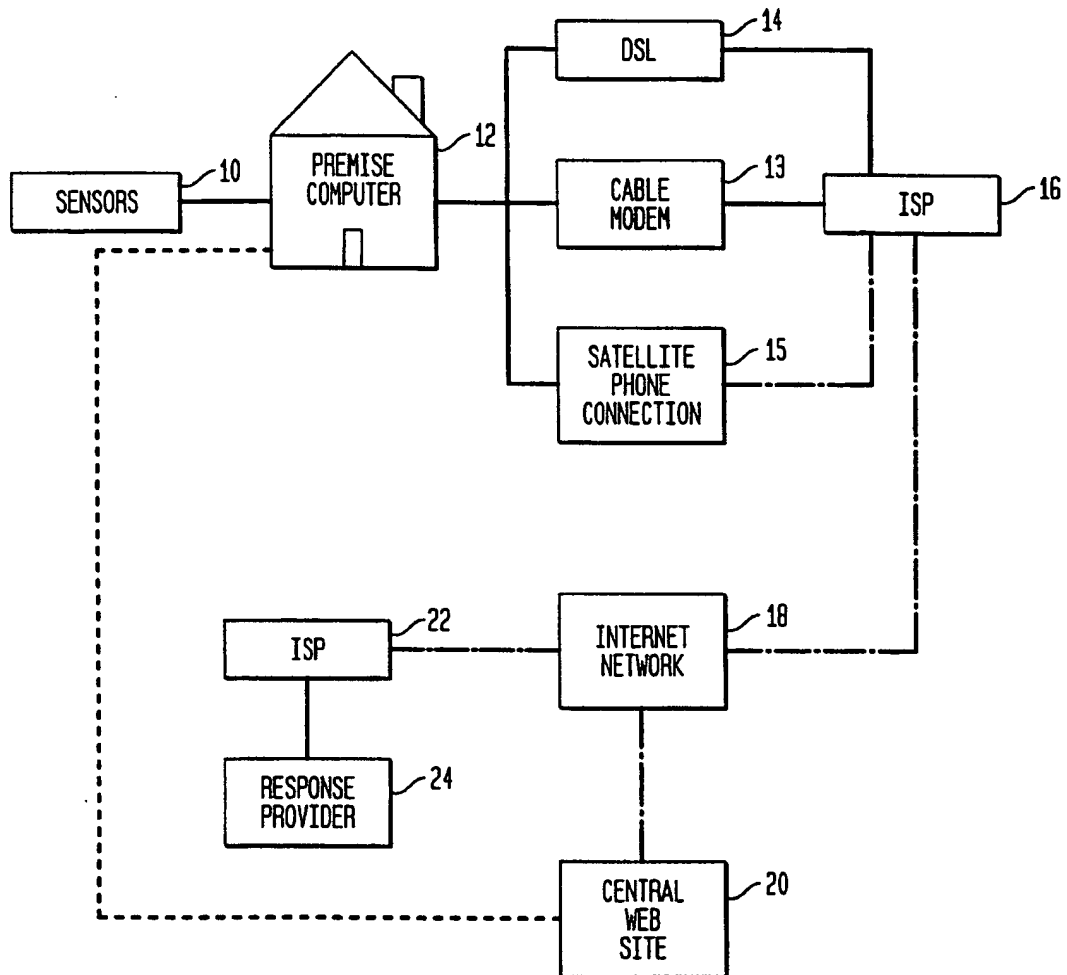 14
DSL
12
PREMISE
COMPUTER
10
SENSORS
13
CABLE
MODEM
16
ISP
15
SATELLITE
PHONE
CONNECTION
22
ISP
18
INTERNET
NETWORK
24
RESPONSE
PROVIDER
20
CENTRAL
WEB
SITE